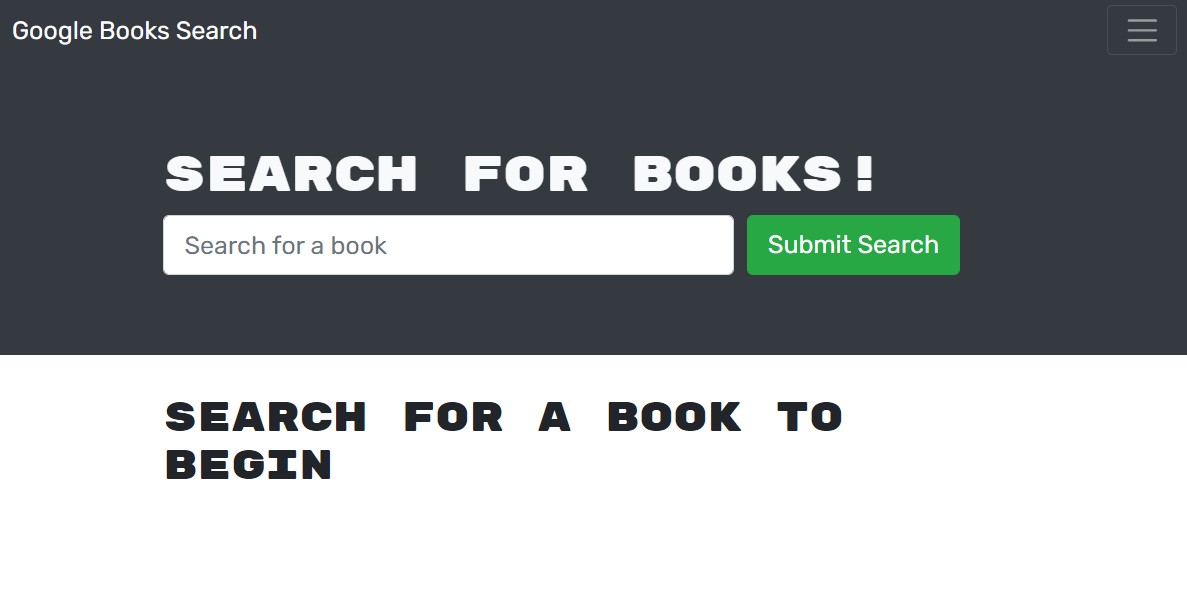 Google Books Search
SEARCH FOR BOOKS!
Search for a book
Submit Search
SEARCH FOR A BOOK TO
BEGIN